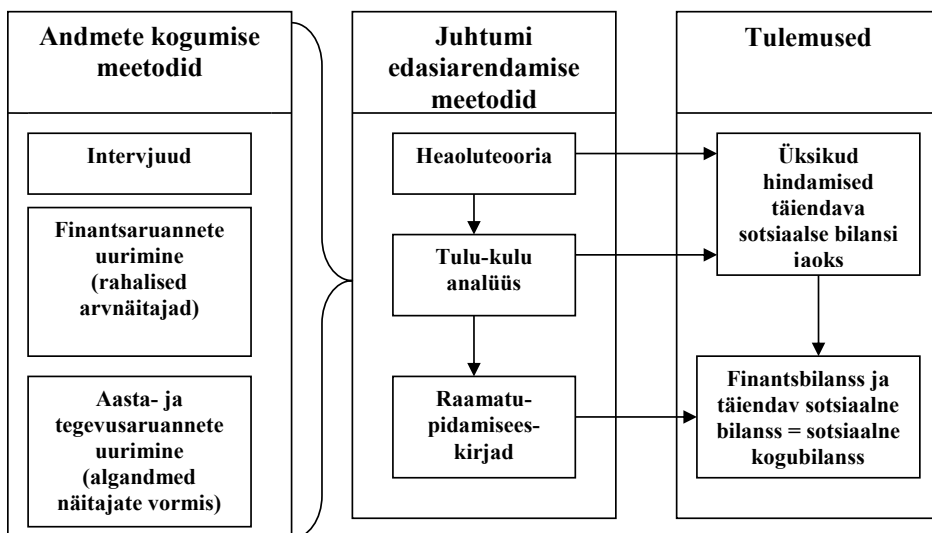 Andmete kogumise
meetodid
Intervjuud
Finantsaruannete
uurimine
(rahalised
arvnäitajad)
Aasta- ja
tegevusaruannete
uurimine
(algandmed
näitajate vormis)
Juhtumi
edasiarendamise
meetodid
Heaoluteooria
Tulu-kulu
analüüs
Raamatu-
pidamisees-
kirjad
Tulemused
Üksikud
hindamised
täiendava
sotsiaalse bilansi
jaoks
Finantsbilanss ja
täiendav sotsiaalne
bilanss = sotsiaalne
kogubilanss